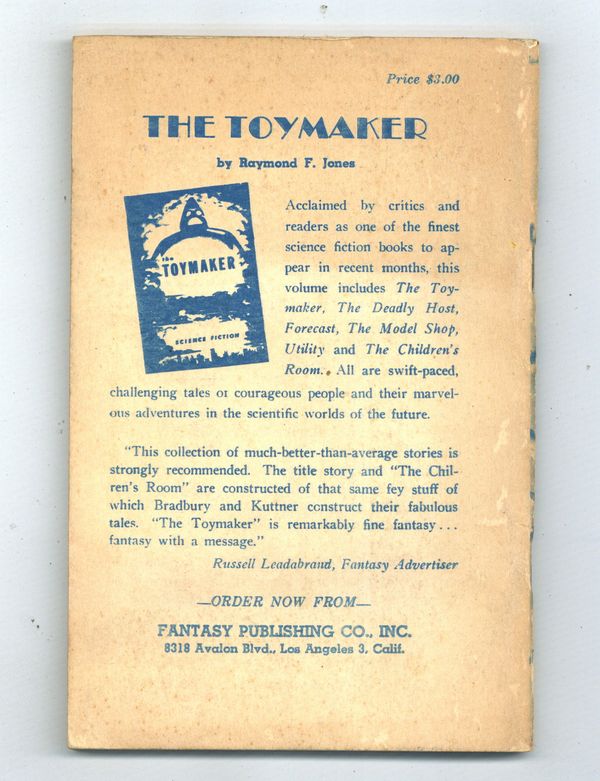 Price $3.00
THE TOYMAKER
by Raymond F. Jones
the
TOYMAKER
SCIENCE FICTION
Acclaimed by critics and
readers as one of the finest
science fiction books to ap-
pear in recent months, this
volume includes The Toy-
maker, The Deadly Host,
Forecast, The Model Shop,
Utility and The Children's
Room. All are swift-paced,
challenging tales of courageous people and their marvel-
ous adventures in the scientific worlds of the future.
"This collection of much-better-than-average stories is
strongly recommended. The title story and "The Chil-
ren's Room" are constructed of that same fey stuff of
which Bradbury and Kuttner construct their fabulous
tales. "The Toymaker" is remarkably fine fantasy...
fantasy with a message."
Russell Leadabrand, Fantasy Advertiser
—ORDER NOW FROM—
FANTASY PUBLISHING CO., INC.
8318 Avalon Blvd., Los Angeles 3, Calif.